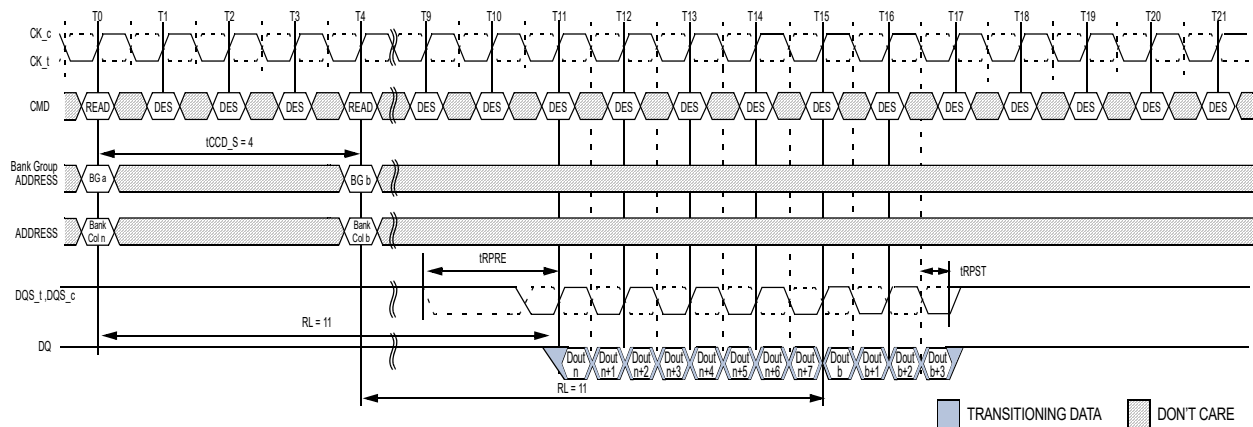 T0 T1 T2 T3 T4 T9 T10 T11 T12 T13 T14 T15 T16 T17 T18 T19 T20 T21
CK_c
CK_t
CMD READ DES DES DES READ DES DES DES DES DES DES DES DES DES DES DES DES DES
tCCD_S = 4
Bank Group
ADDRESS
BG a BG b
ADDRESS
Bank
Col n
Bank
Col b
tRPRE
tRPST
DQS_t ,DQS_c
RL = 11
DQ
Dout
n
Dout
n+1
Dout
n+2
Dout
n+3
Dout
n+4
Dout
n+5
Dout
n+6
Dout
n+7
Dout
b
Dout
b+1
Dout
b+2
Dout
b+3
RL = 11
TRANSITIONING DATA
DON'T CARE